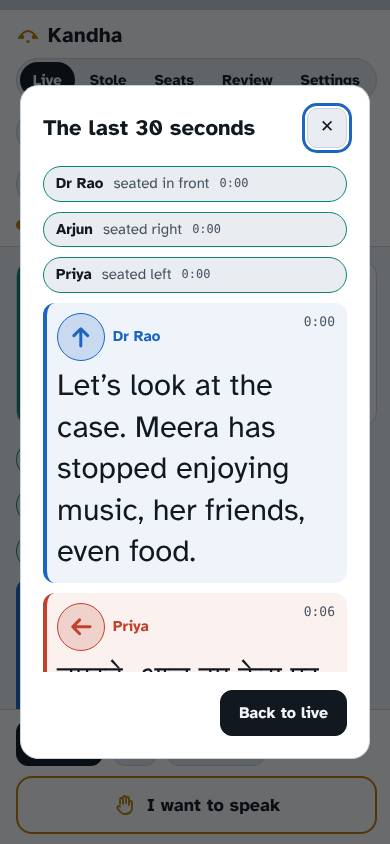 Kandha
Live Stole Seats Review Settings
The last 30 seconds ×
Dr Rao seated in front 0:00
Arjun seated right 0:00
Priya seated left 0:00
0:00
Dr Rao
Let’s look at the
case. Meera has
stopped enjoying
music, her friends,
even food.
0:06
Priya
Back to live
I want to speak